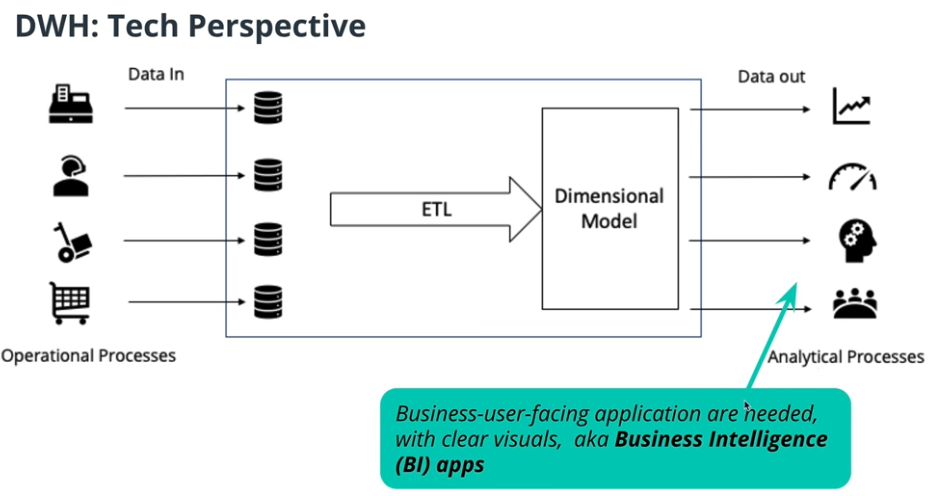 DWH: Tech Perspective
Data In
Data out
ETL
Dimensional
Model
Operational Processes
Analytical Processes
Business-user-facing application are needed,
with clear visuals, aka Business Intelligence
(BI) apps